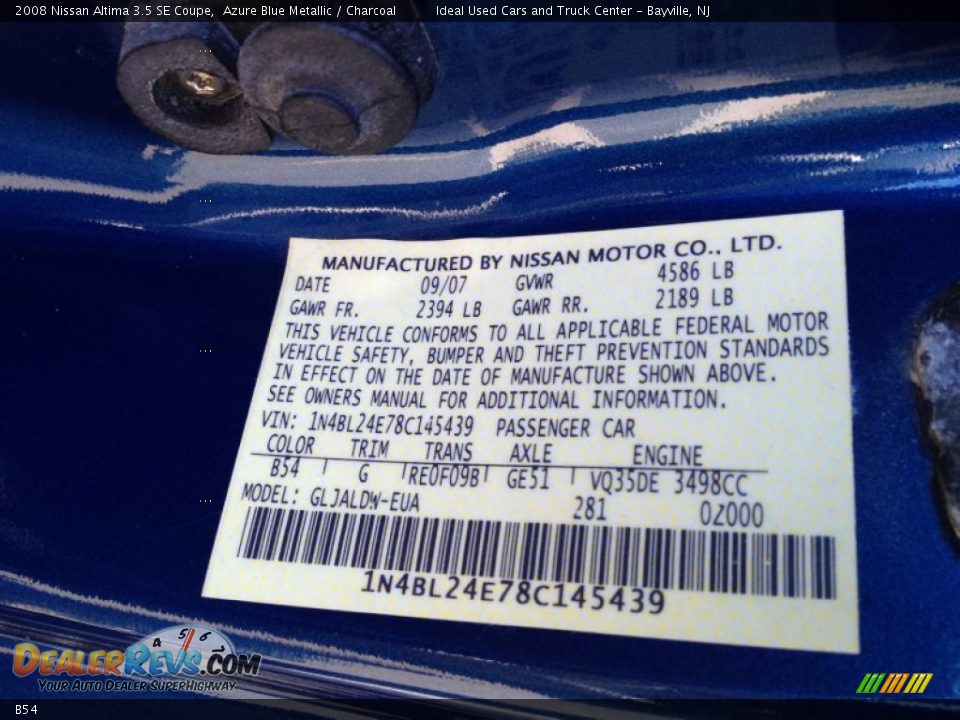 2008 Nissan Altima 3.5 SE Coupe, Azure Blue Metallic / Charcoal Ideal Used Cars and Truck Center - Bayville, NJ
MANUFACTURED BY NISSAN MOTOR CO., LTD.
DATE 09/07 GVWR 4586 LB
GAWR FR. 2394 LB GAWR RR. 2189 LB
THIS VEHICLE CONFORMS TO ALL APPLICABLE FEDERAL MOTOR
VEHICLE SAFETY, BUMPER AND THEFT PREVENTION STANDARDS
IN EFFECT ON THE DATE OF MANUFACTURE SHOWN ABOVE.
SEE OWNERS MANUAL FOR ADDITIONAL INFORMATION.
VIN: 1N4BL24E78C145439 PASSENGER CAR
COLOR TRIM TRANS AXLE ENGINE
B54 G RE0F09B GE51 VQ35DE 3498CC
MODEL: GLJALDW-EUA 281 0Z000
1N4BL24E78C145439
4 5 6
DEALERREVS.COM
Your Auto Dealer SuperHighway
B54